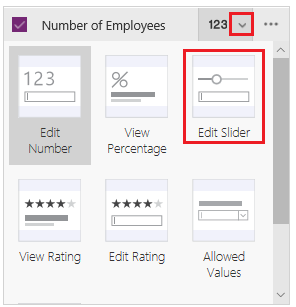 Number of Employees 123 ...
123
%
Edit Number
View Percentage
Edit Slider
View Rating
Edit Rating
Allowed Values